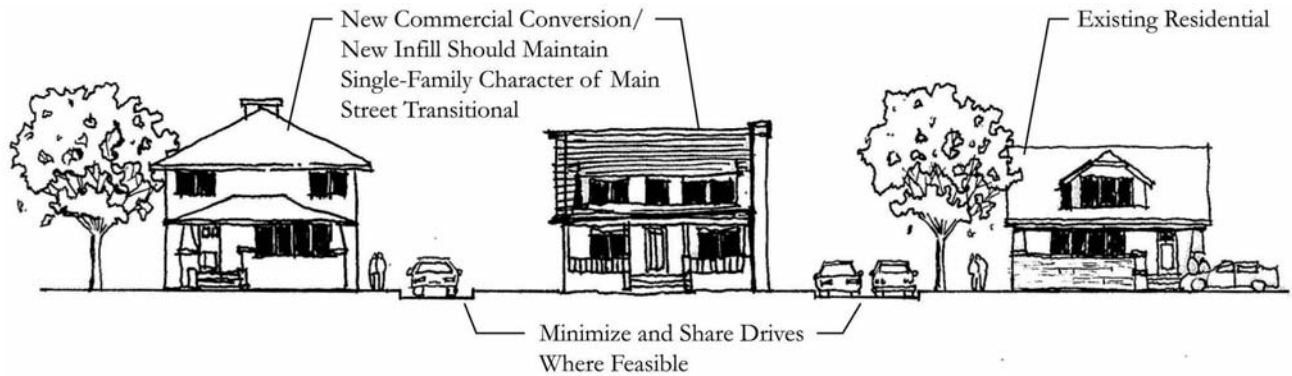 New Commercial Conversion/
New Infill Should Maintain
Single-Family Character of Main
Street Transitional
Existing Residential
Minimize and Share Drives
Where Feasible